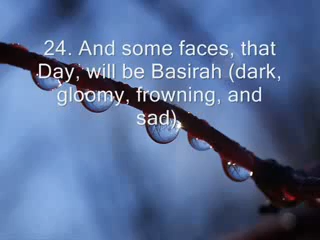 24. And some faces, that
Day, will be Basirah (dark,
gloomy, frowning, and
sad),